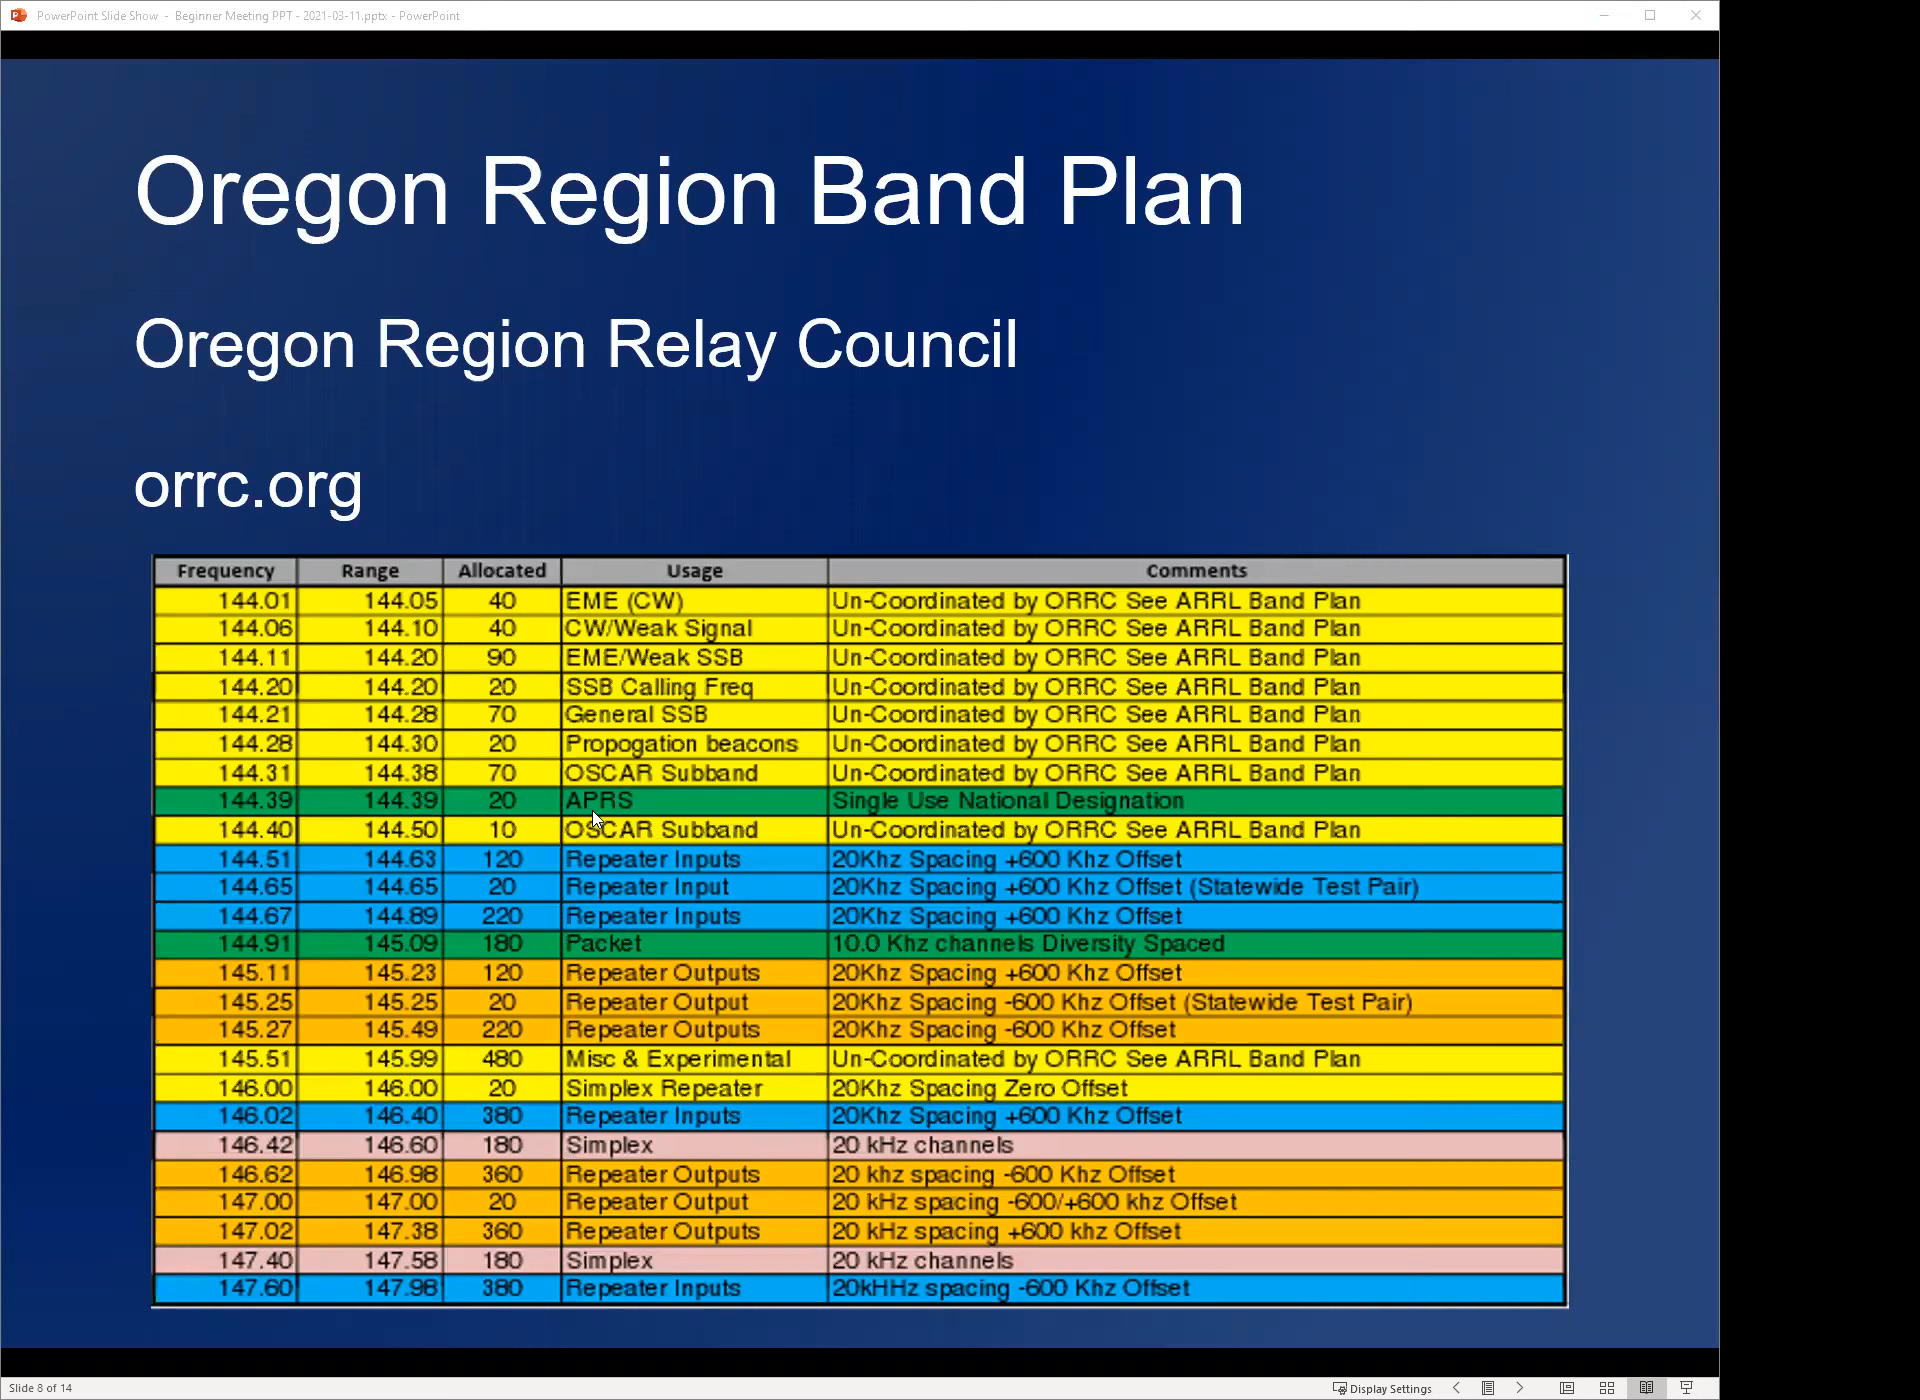 PowerPoint Slide Show - Beginner Meeting PPT - 2021-03-11.pptx - PowerPoint
Oregon Region Band Plan
Oregon Region Relay Council
orrc.org
Frequency Range Allocated Usage Comments
144.01 144.05 40 EME (CW) Un-Coordinated by ORRC See ARRL Band Plan
144.06 144.10 40 CW/Weak Signal Un-Coordinated by ORRC See ARRL Band Plan
144.11 144.20 90 EME/Weak SSB Un-Coordinated by ORRC See ARRL Band Plan
144.20 144.20 20 SSB Calling Freq Un-Coordinated by ORRC See ARRL Band Plan
144.21 144.28 70 General SSB Un-Coordinated by ORRC See ARRL Band Plan
144.28 144.30 20 Propogation beacons Un-Coordinated by ORRC See ARRL Band Plan
144.31 144.38 70 OSCAR Subband Un-Coordinated by ORRC See ARRL Band Plan
144.39 144.39 20 APRS Single Use National Designation
144.40 144.50 10 OSCAR Subband Un-Coordinated by ORRC See ARRL Band Plan
144.51 144.63 120 Repeater Inputs 20Khz Spacing +600 Khz Offset
144.65 144.65 20 Repeater Input 20Khz Spacing +600 Khz Offset (Statewide Test Pair)
144.67 144.89 220 Repeater Inputs 20Khz Spacing +600 Khz Offset
144.91 145.09 180 Packet 10.0 Khz channels Diversity Spaced
145.11 145.23 120 Repeater Outputs 20Khz Spacing +600 Khz Offset
145.25 145.25 20 Repeater Output 20Khz Spacing -600 Khz Offset (Statewide Test Pair)
145.27 145.49 220 Repeater Outputs 20Khz Spacing -600 Khz Offset
145.51 145.99 480 Misc & Experimental Un-Coordinated by ORRC See ARRL Band Plan
146.00 146.00 20 Simplex Repeater 20Khz Spacing Zero Offset
146.02 146.40 380 Repeater Inputs 20Khz Spacing +600 Khz Offset
146.42 146.60 180 Simplex 20 kHz channels
146.62 146.98 360 Repeater Outputs 20 khz spacing -600 Khz Offset
147.00 147.00 20 Repeater Output 20 kHz spacing -600/+600 khz Offset
147.02 147.38 360 Repeater Outputs 20 kHz spacing +600 khz Offset
147.40 147.58 180 Simplex 20 kHz channels
147.60 147.98 380 Repeater Inputs 20kHHz spacing -600 Khz Offset
Slide 8 of 14 Display Settings